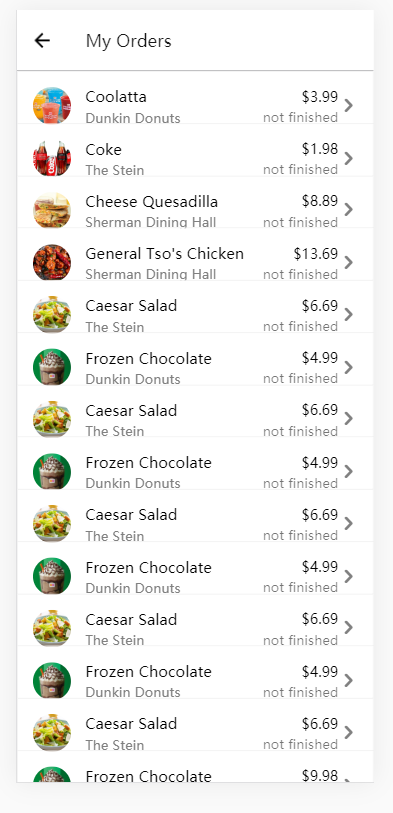 My Orders
Coolatta $3.99
Dunkin Donuts not finished
Coke $1.98
The Stein not finished
Cheese Quesadilla $8.89
Sherman Dining Hall not finished
General Tso's Chicken $13.69
Sherman Dining Hall not finished
Caesar Salad $6.69
The Stein not finished
Frozen Chocolate $4.99
Dunkin Donuts not finished
Caesar Salad $6.69
The Stein not finished
Frozen Chocolate $4.99
Dunkin Donuts not finished
Caesar Salad $6.69
The Stein not finished
Frozen Chocolate $4.99
Dunkin Donuts not finished
Caesar Salad $6.69
The Stein not finished
Frozen Chocolate $4.99
Dunkin Donuts not finished
Caesar Salad $6.69
The Stein not finished
Frozen Chocolate $9.98